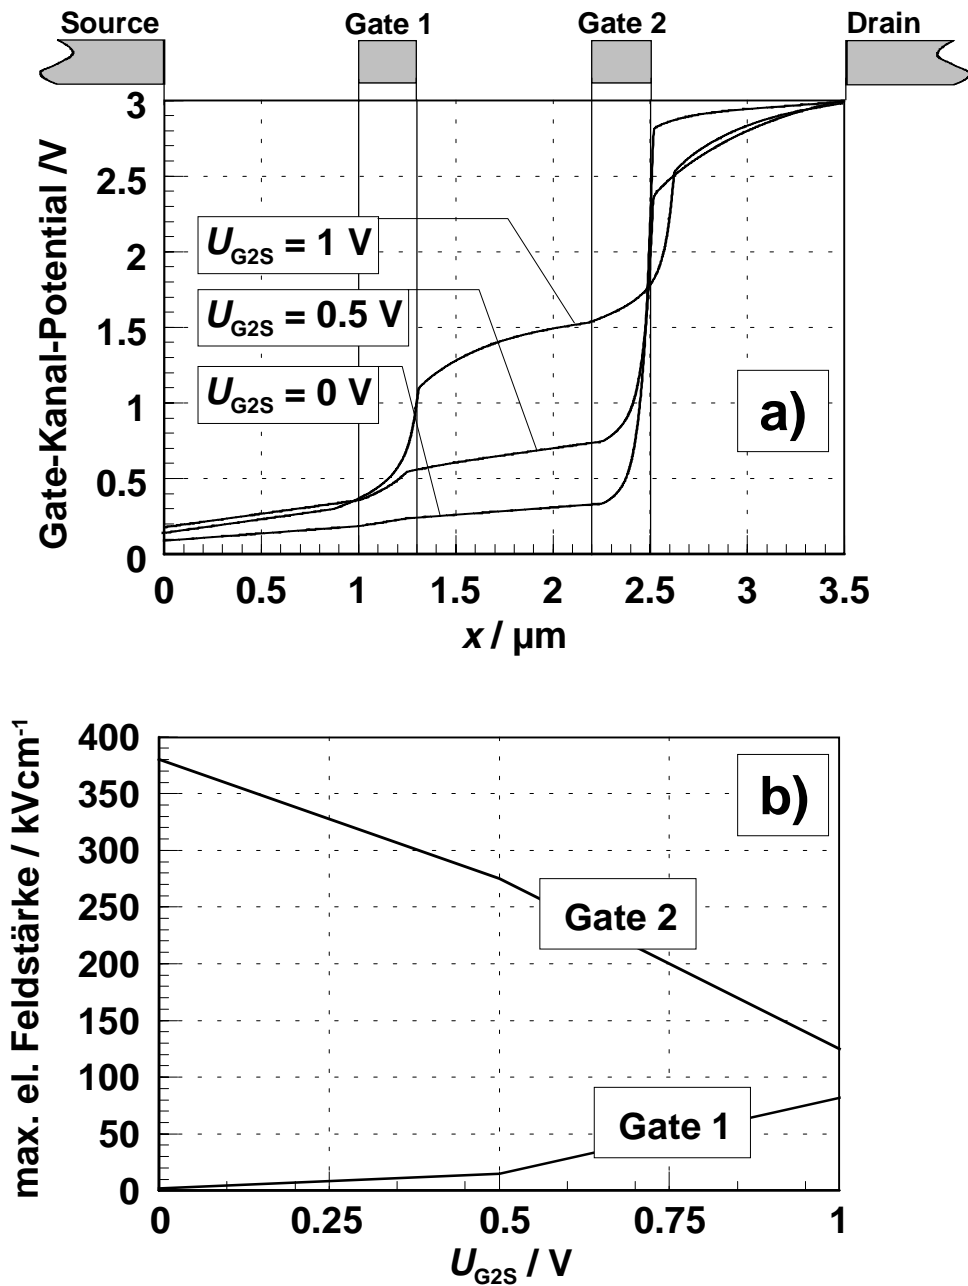 Source Gate 1 Gate 2 Drain
Gate-Kanal-Potential /V
3
2.5
2
1.5
1
0.5
0
U_G2S = 1 V
U_G2S = 0.5 V
U_G2S = 0 V
a)
0 0.5 1 1.5 2 2.5 3 3.5
x / µm
max. el. Feldstärke / kVcm⁻¹
400
350
300
250
200
150
100
50
0
b)
Gate 2
Gate 1
0 0.25 0.5 0.75 1
U_G2S / V